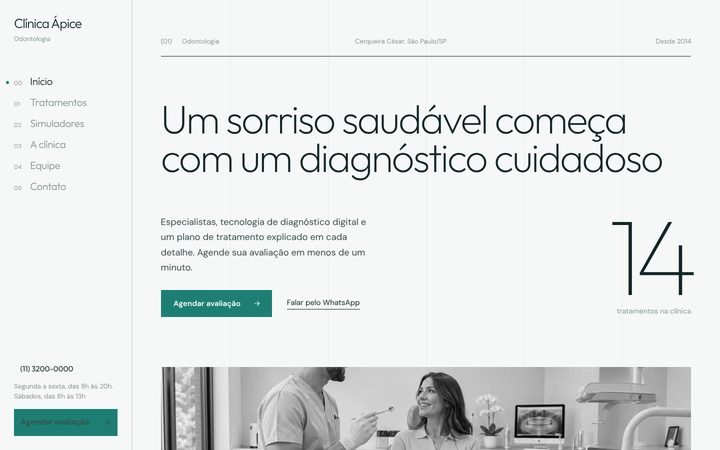 Clínica Ápice
Odontologia
00 Início
01 Tratamentos
02 Simuladores
03 A clínica
04 Equipe
05 Contato
(11) 3200-0000
Segunda a sexta, das 8h às 20h.
Sábados, das 8h às 13h
Agendar avaliação →
(01) Odontologia
Cerqueira César, São Paulo/SP
Desde 2014
Um sorriso saudável começa
com um diagnóstico cuidadoso
Especialistas, tecnologia de diagnóstico digital e
um plano de tratamento explicado em cada
detalhe. Agende sua avaliação em menos de um
minuto.
Agendar avaliação →
Falar pelo WhatsApp
14
tratamentos na clínica